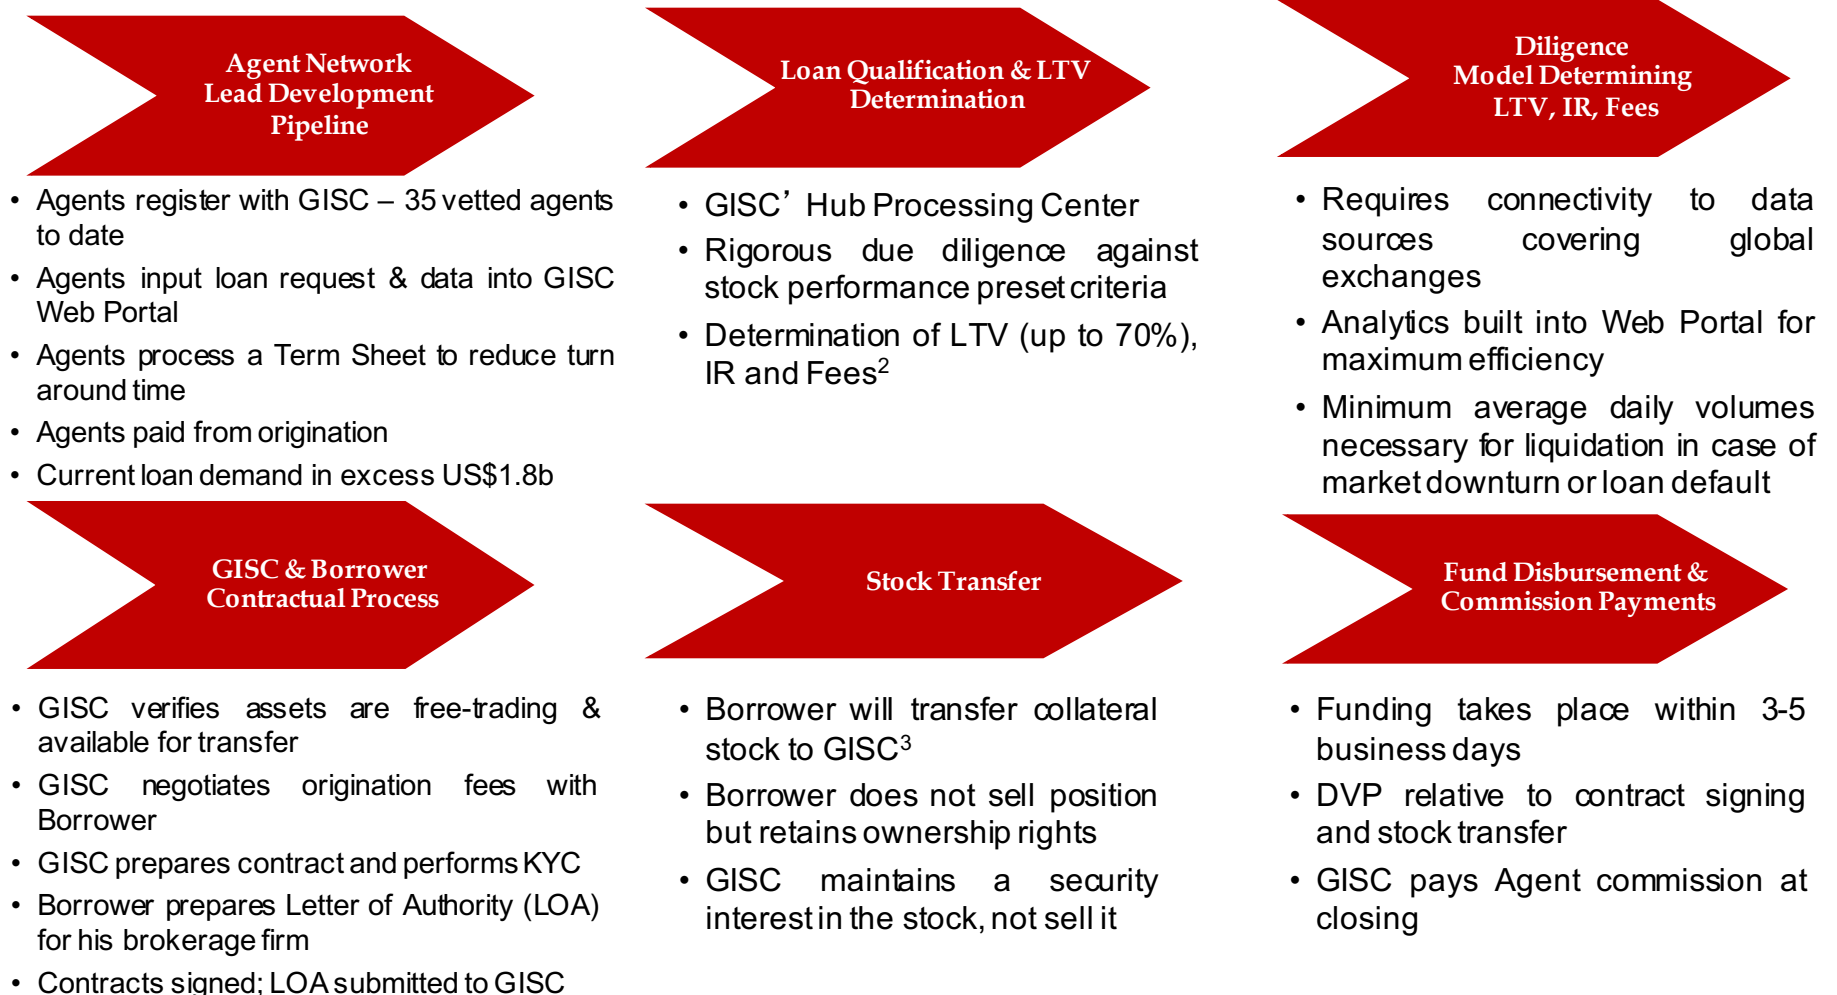 Agent Network
Lead Development
Pipeline
• Agents register with GISC – 35 vetted agents
to date
• Agents input loan request & data into GISC
Web Portal
• Agents process a Term Sheet to reduce turn
around time
• Agents paid from origination
• Current loan demand in excess US$1.8b
Loan Qualification & LTV
Determination
• GISC’ Hub Processing Center
• Rigorous due diligence against
stock performance preset criteria
• Determination of LTV (up to 70%),
IR and Fees²
Diligence
Model Determining
LTV, IR, Fees
• Requires connectivity to data
sources covering global
exchanges
• Analytics built into Web Portal for
maximum efficiency
• Minimum average daily volumes
necessary for liquidation in case of
market downturn or loan default
GISC & Borrower
Contractual Process
• GISC verifies assets are free-trading &
available for transfer
• GISC negotiates origination fees with
Borrower
• GISC prepares contract and performs KYC
• Borrower prepares Letter of Authority (LOA)
for his brokerage firm
• Contracts signed; LOA submitted to GISC
Stock Transfer
• Borrower will transfer collateral
stock to GISC³
• Borrower does not sell position
but retains ownership rights
• GISC maintains a security
interest in the stock, not sell it
Fund Disbursement &
Commission Payments
• Funding takes place within 3-5
business days
• DVP relative to contract signing
and stock transfer
• GISC pays Agent commission at
closing